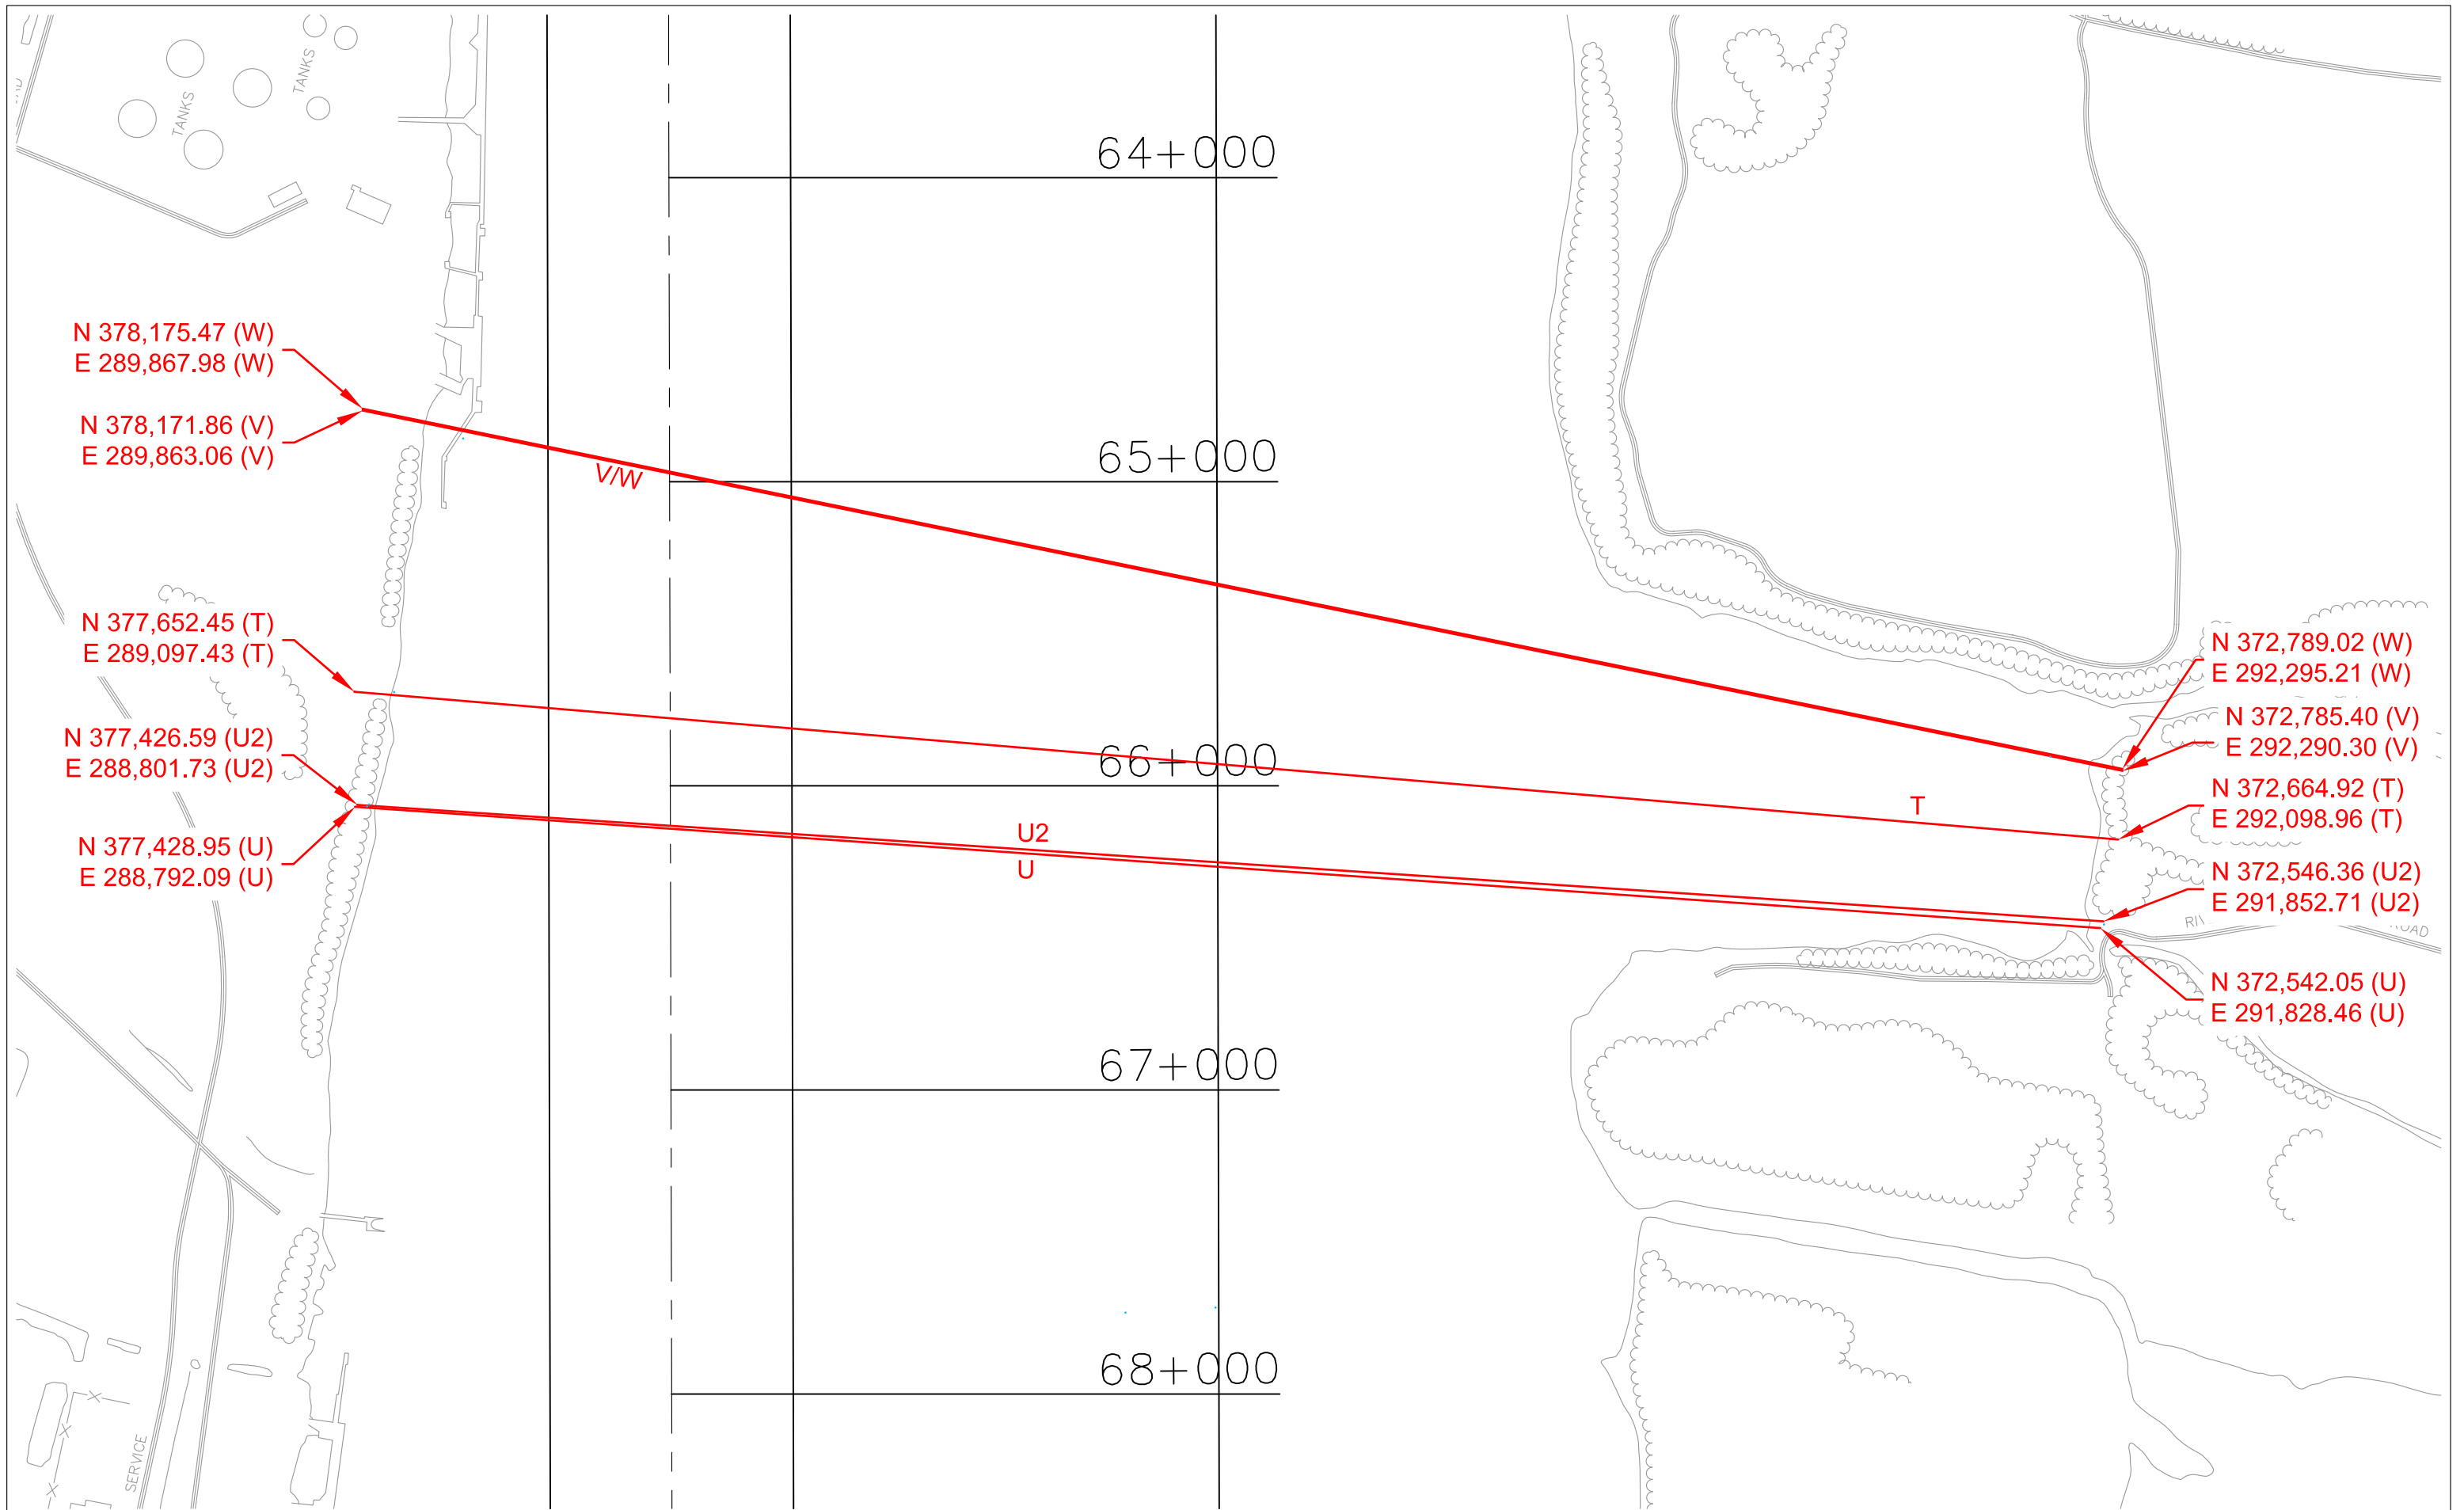 TANKS
TANKS
64+000
N 378,175.47 (W)
E 289,867.98 (W)
N 378,171.86 (V)
E 289,863.06 (V)
65+000
V/W
N 377,652.45 (T)
E 289,097.43 (T)
N 372,789.02 (W)
E 292,295.21 (W)
N 377,426.59 (U2)
E 288,801.73 (U2)
N 372,785.40 (V)
E 292,290.30 (V)
66+000
N 372,664.92 (T)
E 292,098.96 (T)
T
U2
U
N 377,428.95 (U)
E 288,792.09 (U)
N 372,546.36 (U2)
E 291,852.71 (U2)
ROAD
N 372,542.05 (U)
E 291,828.46 (U)
67+000
68+000
SERVICE